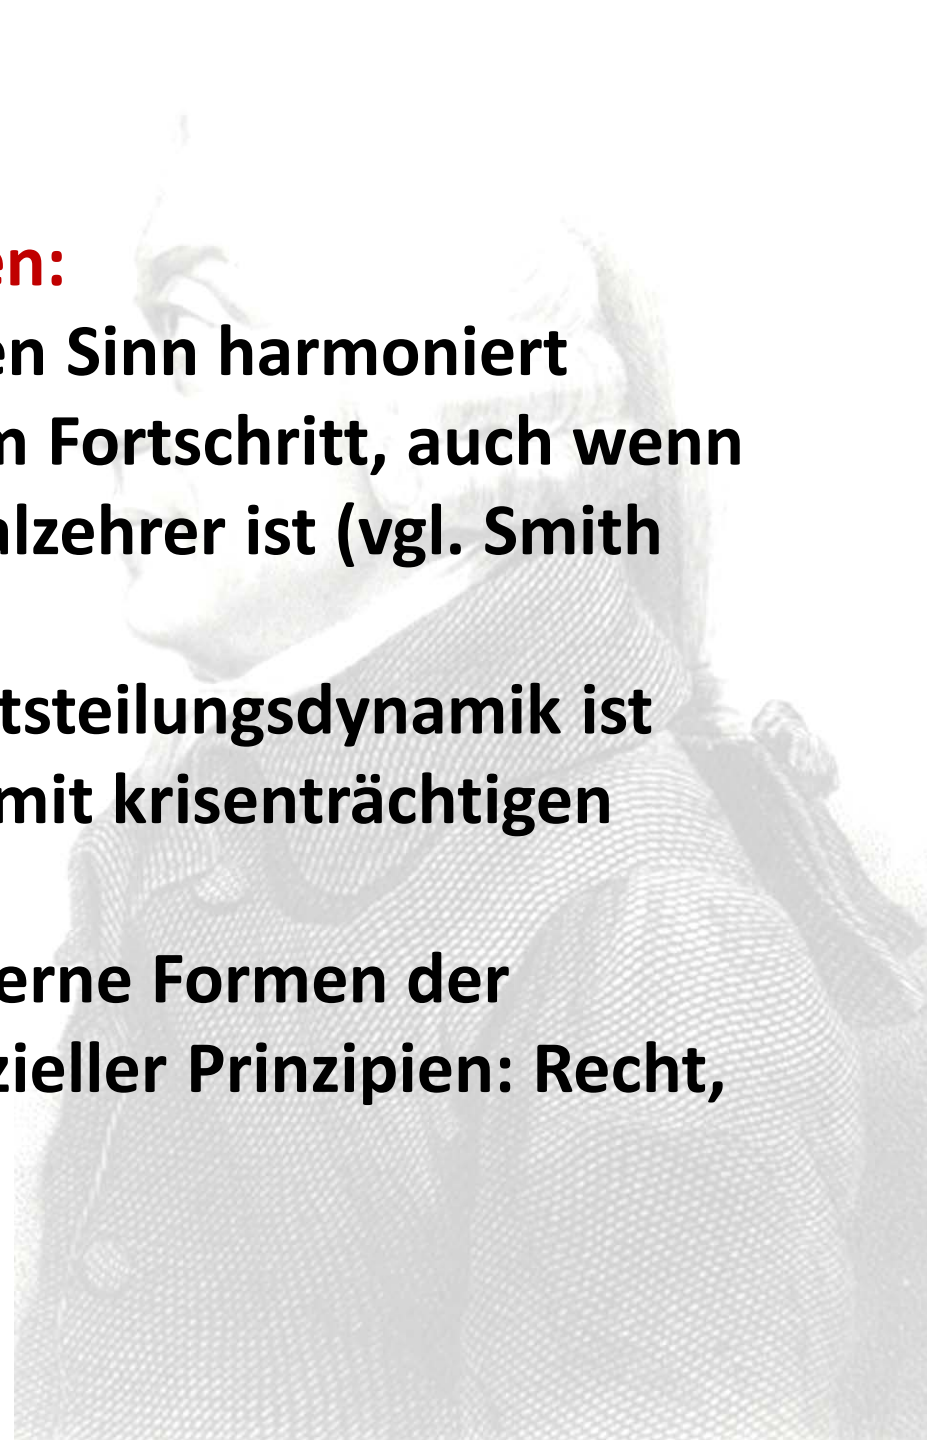 en:
en Sinn harmoniert
m Fortschritt, auch wenn
alzehrer ist (vgl. Smith
tsteilungsdynamik ist
mit krisenträchtigen
erne Formen der
zieller Prinzipien: Recht,